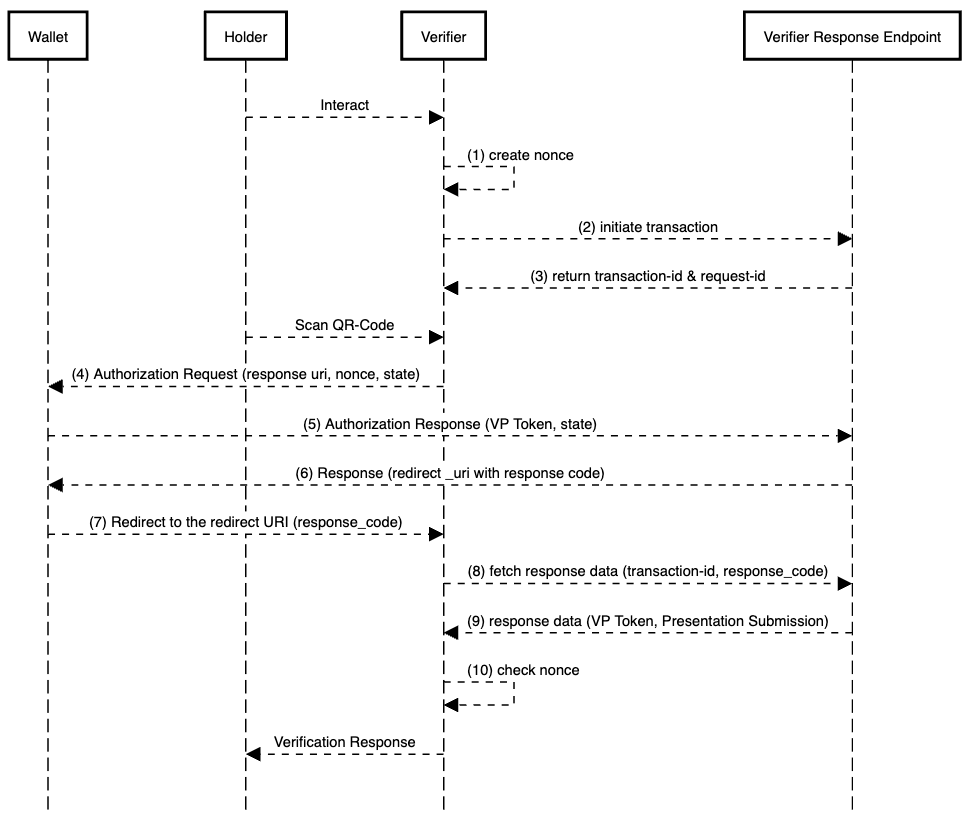 Wallet
Holder
Verifier
Verifier Response Endpoint
Interact
(1) create nonce
(2) initiate transaction
(3) return transaction-id & request-id
Scan QR-Code
(4) Authorization Request (response uri, nonce, state)
(5) Authorization Response (VP Token, state)
(6) Response (redirect _uri with response code)
(7) Redirect to the redirect URI (response_code)
(8) fetch response data (transaction-id, response_code)
(9) response data (VP Token, Presentation Submission)
(10) check nonce
Verification Response